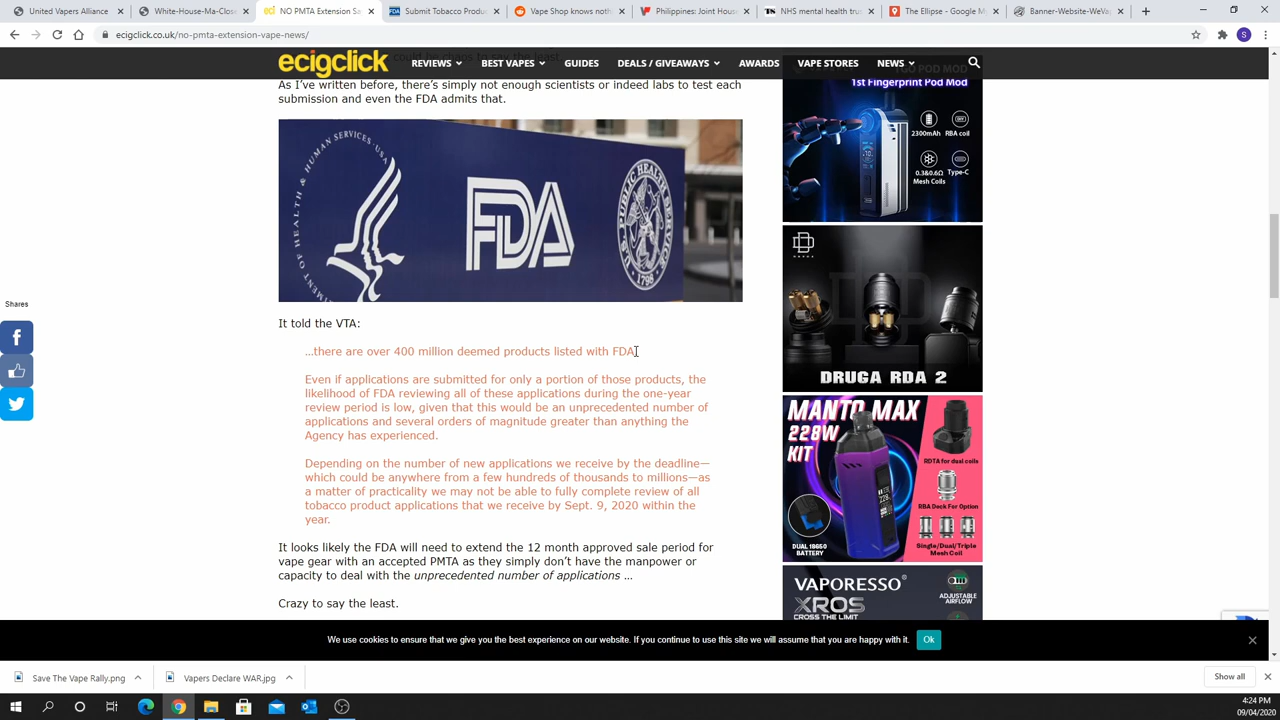 United Vapers Alliance
White-House-Ma-Close
NO PMTA Extension Sa
Submit Tobacco Produc
Vape Shop knows noth
Philippines: Joint House
NHS mental health trus
The Ellipse - Google M
Banner-Website-WeVap
ecigclick.co.uk/no-pmta-extension-vape-news/
S
ecigclick
REVIEWS
BEST VAPES
GUIDES
DEALS / GIVEAWAYS
AWARDS
VAPE STORES
NEWS
As I've written before, there's simply not enough scientists or indeed labs to test each
submission and even the FDA admits that.
HEALTH & HUMAN SERVICES·USA
FDA
PUBLIC HEALTH SERVICE
1798
It told the VTA:
…there are over 400 million deemed products listed with FDA.
Even if applications are submitted for only a portion of those products, the
likelihood of FDA reviewing all of these applications during the one-year
review period is low, given that this would be an unprecedented number of
applications and several orders of magnitude greater than anything the
Agency has experienced.
Depending on the number of new applications we receive by the deadline—
which could be anywhere from a few hundreds of thousands to millions—as
a matter of practicality we may not be able to fully complete review of all
tobacco product applications that we receive by Sept. 9, 2020 within the
year.
It looks likely the FDA will need to extend the 12 month approved sale period for
vape gear with an accepted PMTA as they simply don't have the manpower or
capacity to deal with the unprecedented number of applications …
Crazy to say the least.
Shares
1st Fingerprint Pod Mod
2300mAh
RBA coil
0.3&0.6Ω
Mesh Coils
Type-C
DRUGA RDA 2
MANTO MAX
228W
KIT
RDTA for dual coils
RBA Deck For Option
Single/Dual/Triple
Mesh Coil
DUAL 18650
BATTERY
VAPORESSO
XROS
CROSS THE LIMIT
ADJUSTABLE
AIRFLOW
We use cookies to ensure that we give you the best experience on our website. If you continue to use this site we will assume that you are happy with it.
Ok
Save The Vape Rally.png
Vapers Declare WAR.jpg
Show all
4:24 PM
09/04/2020